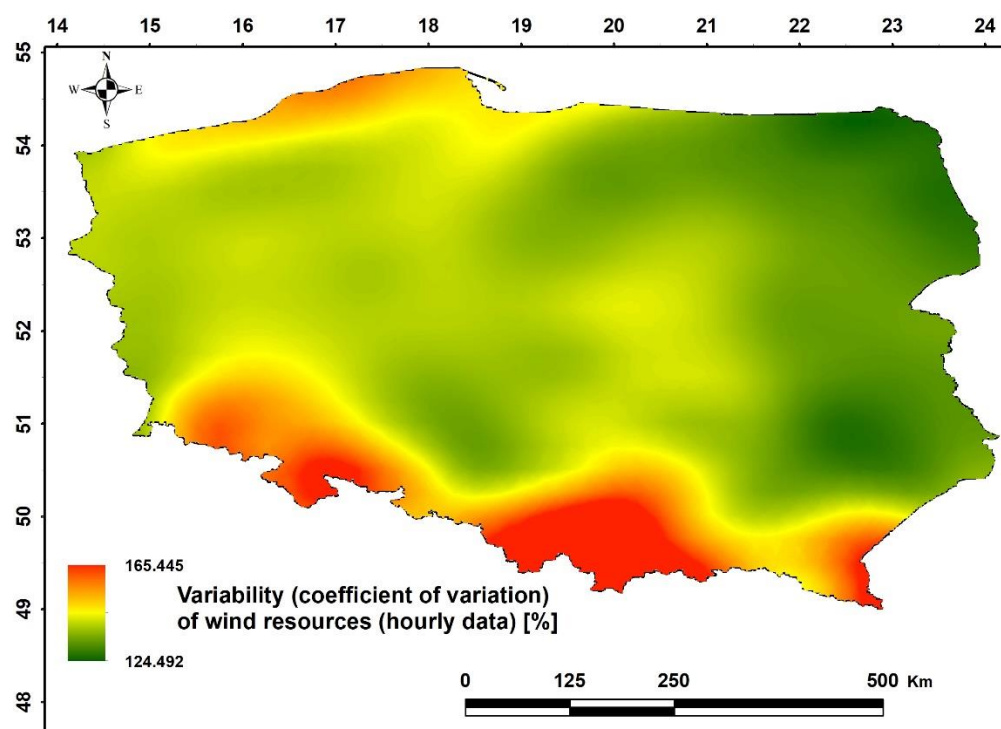 14 15 16 17 18 19 20 21 22 23 24
55
54
53
52
51
50
49
48
N
W E
S
165.445
Variability (coefficient of variation)
of wind resources (hourly data) [%]
124.492
0 125 250 500 Km